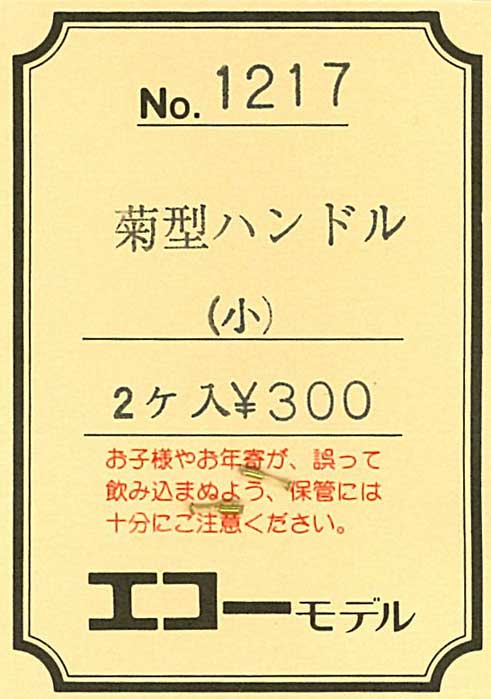 No. 1217
菊型ハンドル
(小)
2ケ入¥300
お子様やお年寄が、誤って
飲み込まぬよう、保管には
十分にご注意ください。
エコーモデル